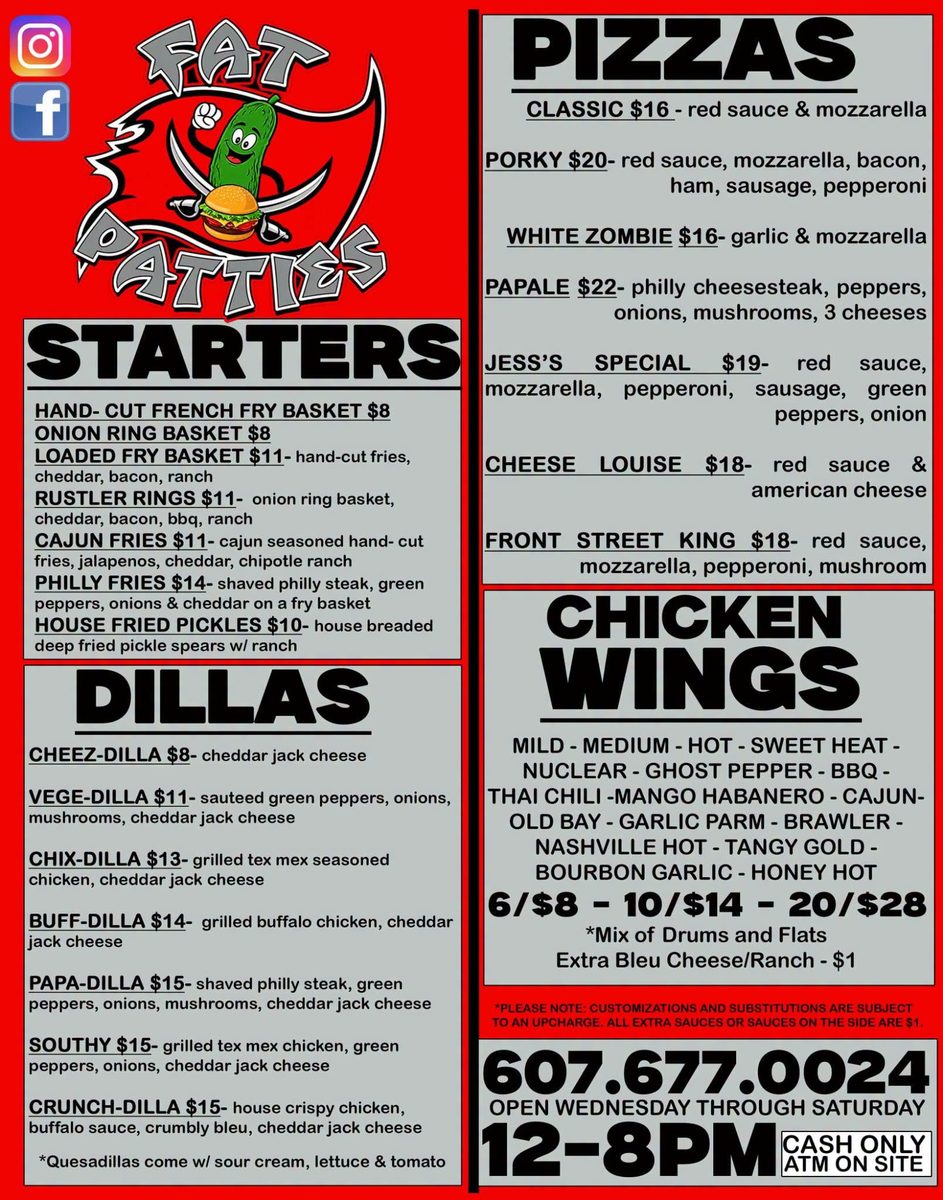 FAT
PATTIES
STARTERS
HAND- CUT FRENCH FRY BASKET $8
ONION RING BASKET $8
LOADED FRY BASKET $11- hand-cut fries,
cheddar, bacon, ranch
RUSTLER RINGS $11- onion ring basket,
cheddar, bacon, bbq, ranch
CAJUN FRIES $11- cajun seasoned hand- cut
fries, jalapenos, cheddar, chipotle ranch
PHILLY FRIES $14- shaved philly steak, green
peppers, onions & cheddar on a fry basket
HOUSE FRIED PICKLES $10- house breaded
deep fried pickle spears w/ ranch
DILLAS
CHEEZ-DILLA $8- cheddar jack cheese
VEGE-DILLA $11- sauteed green peppers, onions,
mushrooms, cheddar jack cheese
CHIX-DILLA $13- grilled tex mex seasoned
chicken, cheddar jack cheese
BUFF-DILLA $14- grilled buffalo chicken, cheddar
jack cheese
PAPA-DILLA $15- shaved philly steak, green
peppers, onions, mushrooms, cheddar jack cheese
SOUTHY $15- grilled tex mex chicken, green
peppers, onions, cheddar jack cheese
CRUNCH-DILLA $15- house crispy chicken,
buffalo sauce, crumbly bleu, cheddar jack cheese
*Quesadillas come w/ sour cream, lettuce & tomato
PIZZAS
CLASSIC $16 - red sauce & mozzarella
PORKY $20- red sauce, mozzarella, bacon,
ham, sausage, pepperoni
WHITE ZOMBIE $16- garlic & mozzarella
PAPALE $22- philly cheesesteak, peppers,
onions, mushrooms, 3 cheeses
JESS'S SPECIAL $19- red sauce,
mozzarella, pepperoni, sausage, green
peppers, onion
CHEESE LOUISE $18- red sauce &
american cheese
FRONT STREET KING $18- red sauce,
mozzarella, pepperoni, mushroom
CHICKEN
WINGS
MILD - MEDIUM - HOT - SWEET HEAT -
NUCLEAR - GHOST PEPPER - BBQ -
THAI CHILI -MANGO HABANERO - CAJUN-
OLD BAY - GARLIC PARM - BRAWLER -
NASHVILLE HOT - TANGY GOLD -
BOURBON GARLIC - HONEY HOT
6/$8 - 10/$14 - 20/$28
*Mix of Drums and Flats
Extra Bleu Cheese/Ranch - $1
*PLEASE NOTE: CUSTOMIZATIONS AND SUBSTITUTIONS ARE SUBJECT
TO AN UPCHARGE. ALL EXTRA SAUCES OR SAUCES ON THE SIDE ARE $1.
607.677.0024
OPEN WEDNESDAY THROUGH SATURDAY
12-8PM
CASH ONLY
ATM ON SITE